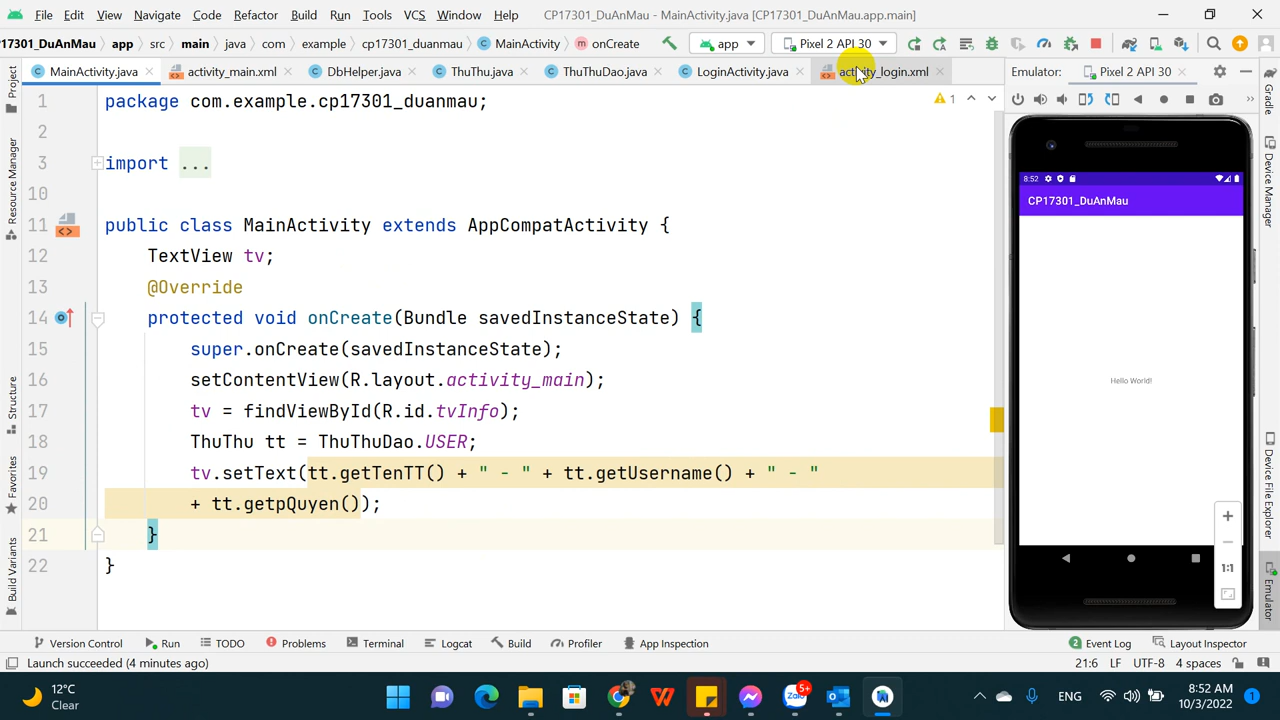 File Edit View Navigate Code Refactor Build Run Tools VCS Window Help CP17301_DuAnMau - MainActivity.java [CP17301_DuAnMau.app.main]
17301_DuAnMau app src main java com example cp17301_duanmau MainActivity onCreate app Pixel 2 API 30
MainActivity.java activity_main.xml DbHelper.java ThuThu.java ThuThuDao.java LoginActivity.java activity_login.xml Emulator: Pixel 2 API 30
1 package com.example.cp17301_duanmau;
1
2
3 import ...
10
11 public class MainActivity extends AppCompatActivity {
12 TextView tv;
13 @Override
14 protected void onCreate(Bundle savedInstanceState) {
15 super.onCreate(savedInstanceState);
16 setContentView(R.layout.activity_main);
17 tv = findViewById(R.id.tvInfo);
18 ThuThu tt = ThuThuDao.USER;
19 tv.setText(tt.getTenTT() + " - " + tt.getUsername() + " - "
20 + tt.getpQuyen());
21 }
22 }
Project
Resource Manager
Structure
Favorites
Build Variants
8:52
CP17301_DuAnMau
Hello World!
1:1
Gradle
Device Manager
Device File Explorer
Emulator
Version Control Run TODO Problems Terminal Logcat Build Profiler App Inspection 2 Event Log Layout Inspector
Launch succeeded (4 minutes ago) 21:6 LF UTF-8 4 spaces
12°C
Clear
Zalo 5+
ENG
8:52 AM
10/3/2022
1